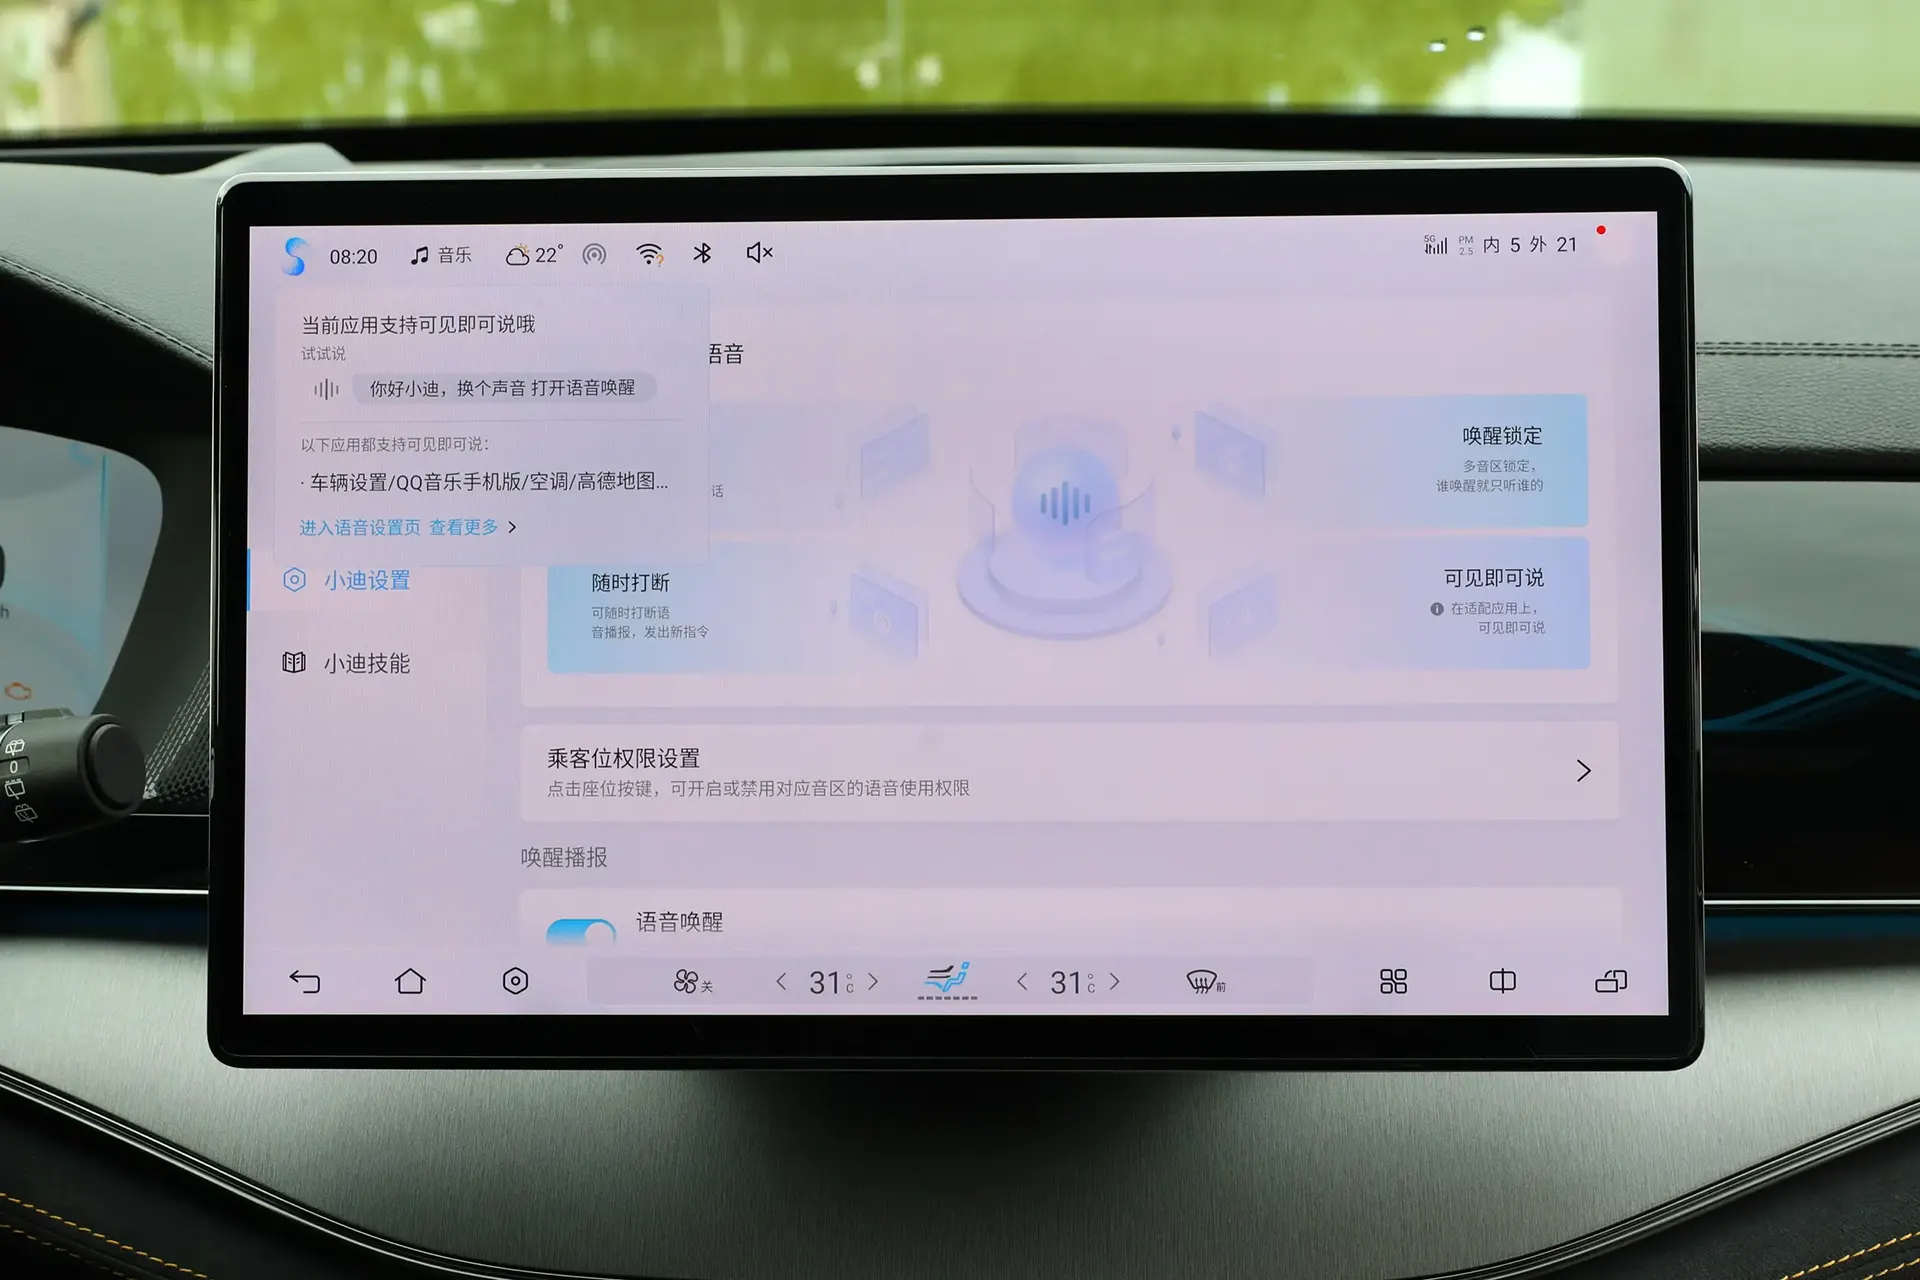 08:20 音乐 22° 5G PM 2.5 内 5 外 21
当前应用支持可见即可说哦
试试说
你好小迪，换个声音 打开语音唤醒
以下应用都支持可见即可说：
· 车辆设置/QQ音乐手机版/空调/高德地图...
进入语音设置页 查看更多 >
小迪设置
小迪技能
语音
话
唤醒锁定
多音区锁定，
谁唤醒就只听谁的
随时打断
可随时打断语
音播报，发出新指令
可见即可说
在适配应用上，
可见即可说
乘客位权限设置
点击座位按键，可开启或禁用对应音区的语音使用权限
唤醒播报
语音唤醒
关 31°C 31°C 前
0
h